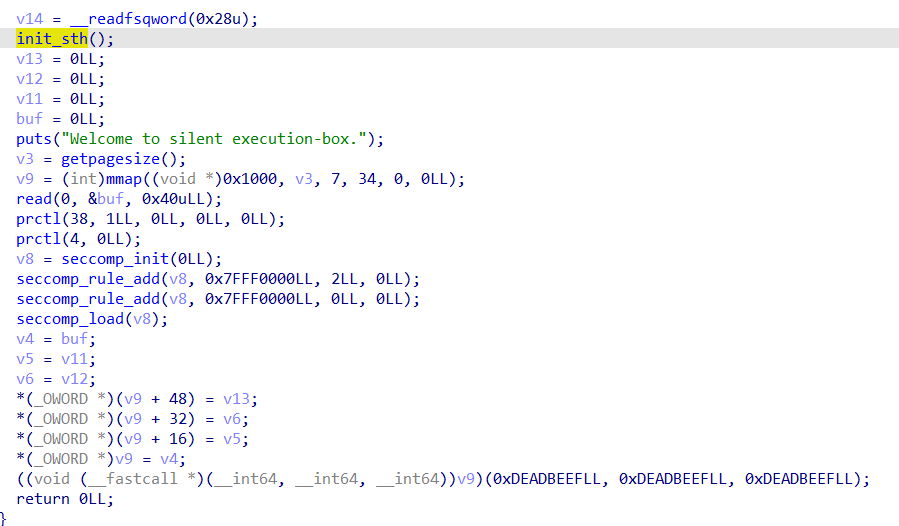 v14 = __readfsqword(0x28u);
init_sth();
v13 = 0LL;
v12 = 0LL;
v11 = 0LL;
buf = 0LL;
puts("Welcome to silent execution-box.");
v3 = getpagesize();
v9 = (int)mmap((void *)0x1000, v3, 7, 34, 0, 0LL);
read(0, &buf, 0x40uLL);
prctl(38, 1LL, 0LL, 0LL, 0LL);
prctl(4, 0LL);
v8 = seccomp_init(0LL);
seccomp_rule_add(v8, 0x7FFF0000LL, 2LL, 0LL);
seccomp_rule_add(v8, 0x7FFF0000LL, 0LL, 0LL);
seccomp_load(v8);
v4 = buf;
v5 = v11;
v6 = v12;
*(_OWORD *)(v9 + 48) = v13;
*(_OWORD *)(v9 + 32) = v6;
*(_OWORD *)(v9 + 16) = v5;
*(_OWORD *)v9 = v4;
((void (__fastcall *)(__int64, __int64, __int64))v9)(0xDEADBEEFLL, 0xDEADBEEFLL, 0xDEADBEEFLL);
return 0LL;
}